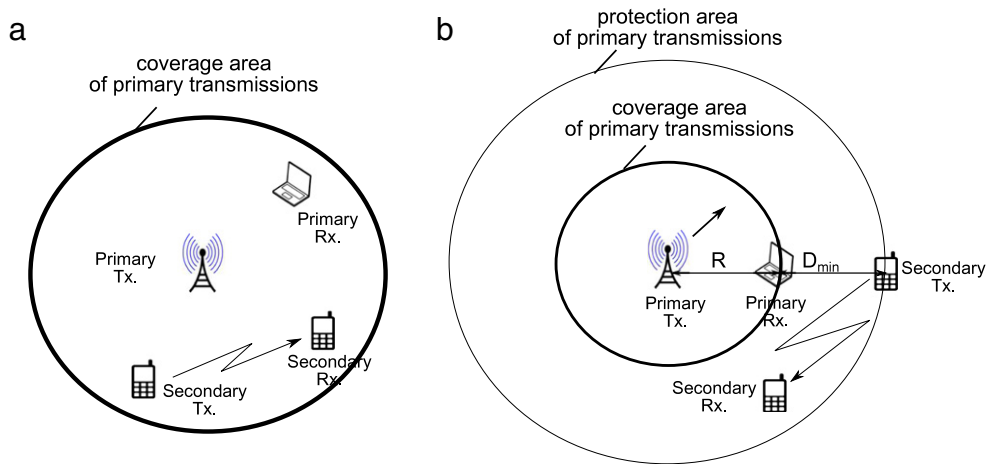 a
coverage area
of primary transmissions
Primary
Rx.
Primary
Tx.
Secondary
Rx.
Secondary
Tx.
b
protection area
of primary transmissions
coverage area
of primary transmissions
R
Dmin
Primary
Tx.
Primary
Rx.
Secondary
Tx.
Secondary
Rx.